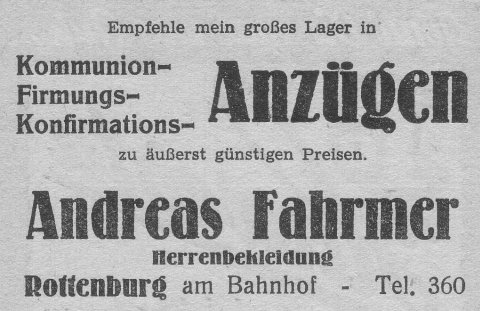 Empfehle mein großes Lager in
Kommunion-
Firmungs-
Konfirmations-
Anzügen
zu äußerst günstigen Preisen.
Andreas Fahrmer
Herrenbekleidung
Rottenburg am Bahnhof - Tel. 360